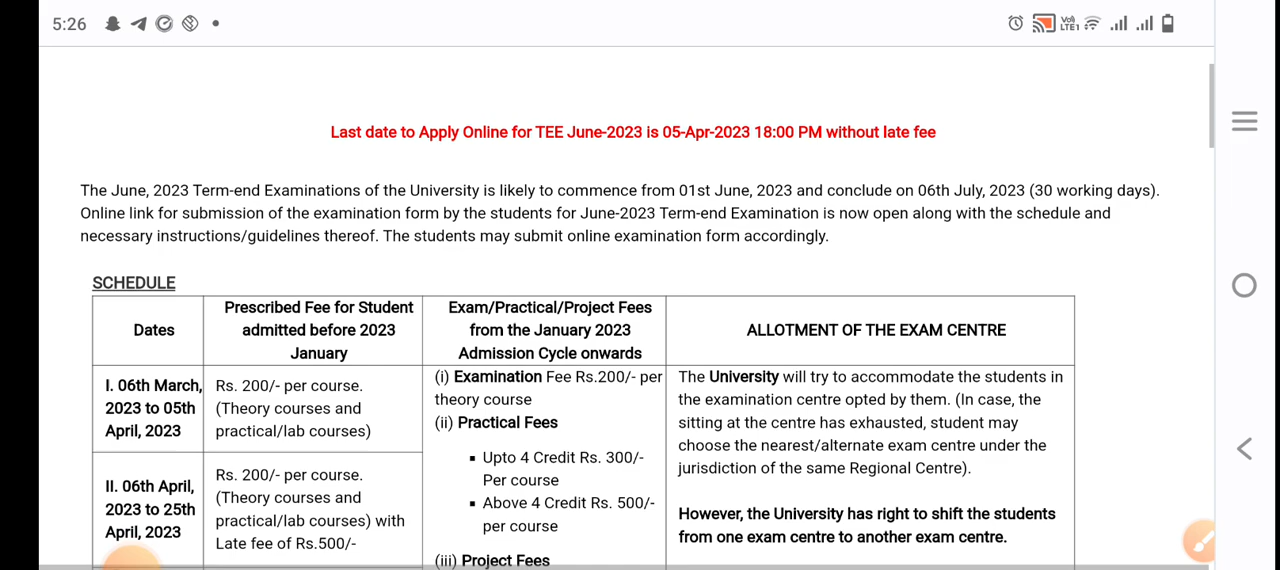 5:26
Vo) LTE1
Last date to Apply Online for TEE June-2023 is 05-Apr-2023 18:00 PM without late fee
The June, 2023 Term-end Examinations of the University is likely to commence from 01st June, 2023 and conclude on 06th July, 2023 (30 working days).
Online link for submission of the examination form by the students for June-2023 Term-end Examination is now open along with the schedule and
necessary instructions/guidelines thereof. The students may submit online examination form accordingly.
SCHEDULE
Dates
Prescribed Fee for Student
admitted before 2023
January
Exam/Practical/Project Fees
from the January 2023
Admission Cycle onwards
ALLOTMENT OF THE EXAM CENTRE
I. 06th March,
2023 to 05th
April, 2023
Rs. 200/- per course.
(Theory courses and
practical/lab courses)
(i) Examination Fee Rs.200/- per
theory course
(ii) Practical Fees
▪ Upto 4 Credit Rs. 300/-
Per course
▪ Above 4 Credit Rs. 500/-
per course
(iii) Project Fees
The University will try to accommodate the students in
the examination centre opted by them. (In case, the
sitting at the centre has exhausted, student may
choose the nearest/alternate exam centre under the
jurisdiction of the same Regional Centre).
However, the University has right to shift the students
from one exam centre to another exam centre.
II. 06th April,
2023 to 25th
April, 2023
Rs. 200/- per course.
(Theory courses and
practical/lab courses) with
Late fee of Rs.500/-